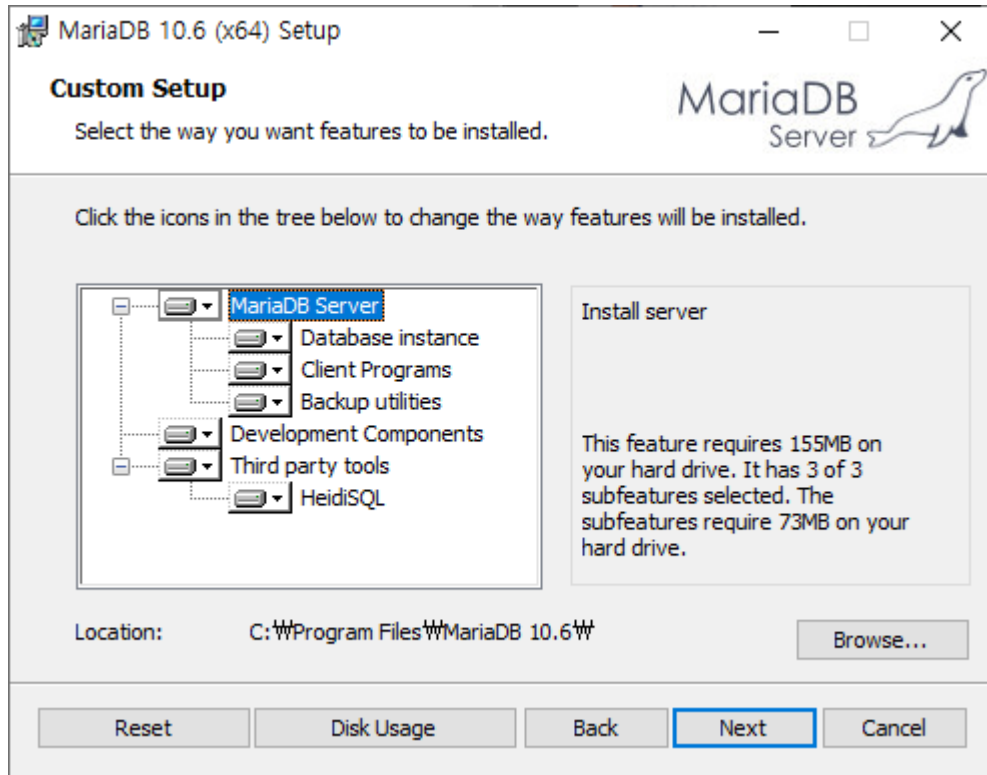 MariaDB 10.6 (x64) Setup
Custom Setup
Select the way you want features to be installed.
MariaDB
Server
Click the icons in the tree below to change the way features will be installed.
MariaDB Server
Database instance
Client Programs
Backup utilities
Development Components
Third party tools
HeidiSQL
Install server
This feature requires 155MB on
your hard drive. It has 3 of 3
subfeatures selected. The
subfeatures require 73MB on your
hard drive.
Location: C:₩Program Files₩MariaDB 10.6₩
Browse...
Reset Disk Usage Back Next Cancel